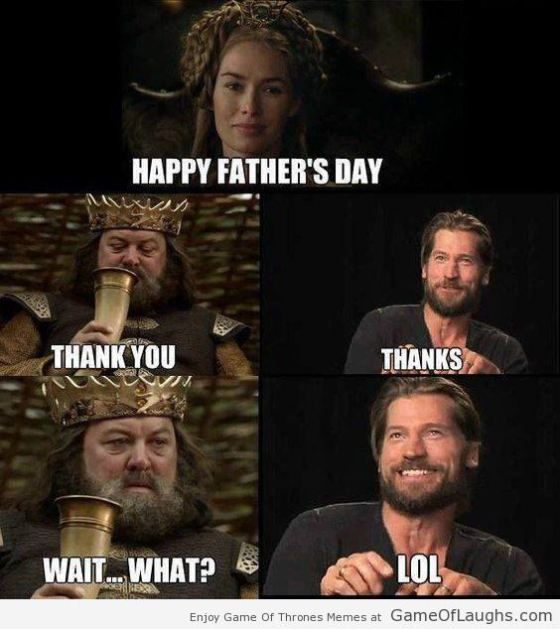 HAPPY FATHER'S DAY
THANK YOU
THANKS
WAIT... WHAT?
LOL
Enjoy Game Of Thrones Memes at GameOfLaughs.com